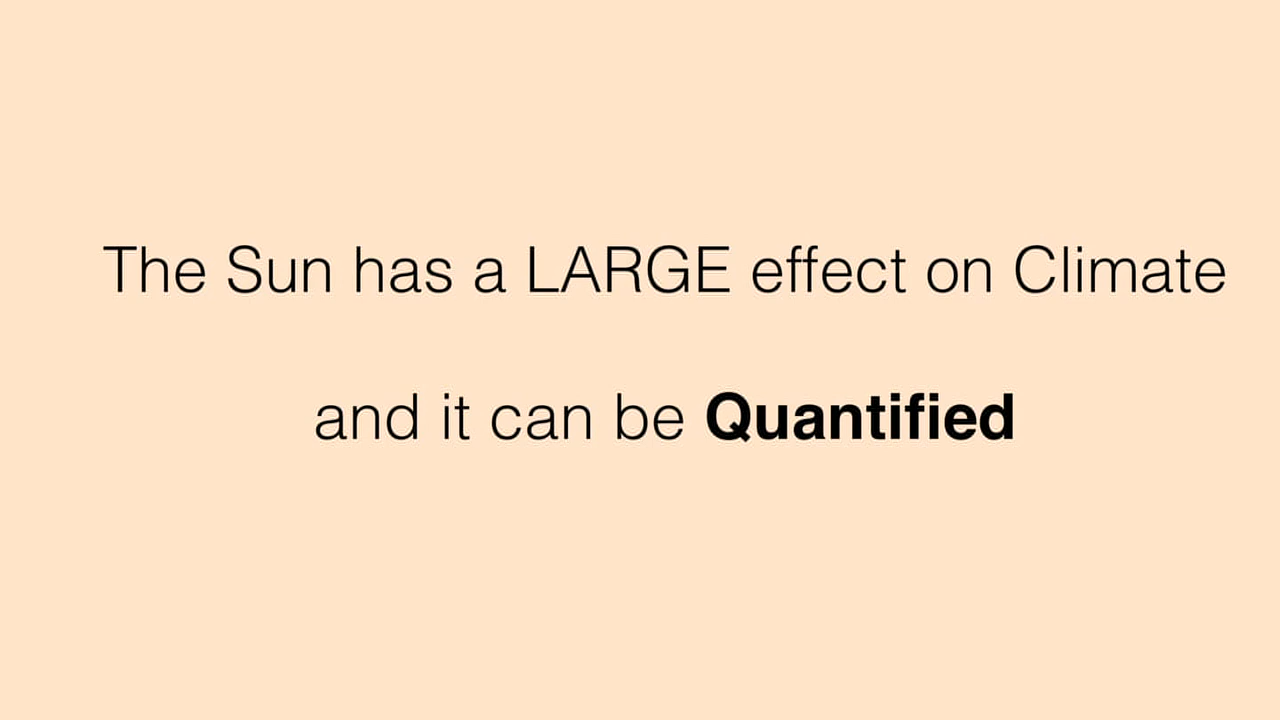 The Sun has a LARGE effect on Climate
and it can be Quantified